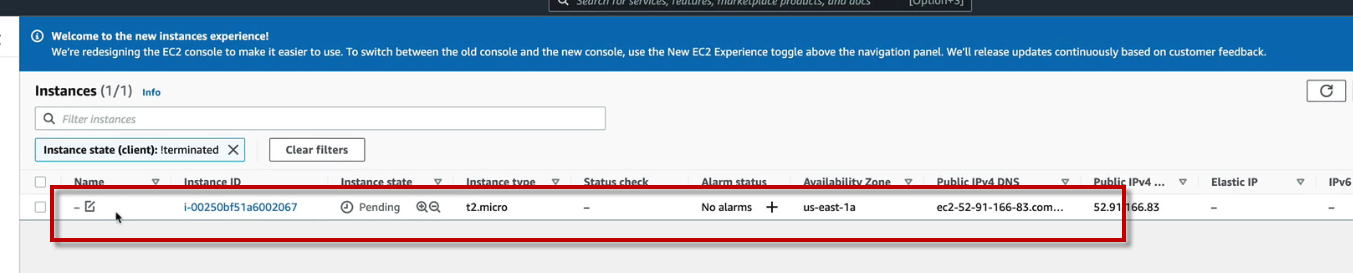 Search for services, features, marketplace products, and docs [Option+S]
Welcome to the new instances experience!
We're redesigning the EC2 console to make it easier to use. To switch between the old console and the new console, use the New EC2 Experience toggle above the navigation panel. We'll release updates continuously based on customer feedback.
Instances (1/1) Info
Filter instances
Instance state (client): !terminated Clear filters
Name Instance ID Instance state Instance type Status check Alarm status Availability Zone Public IPv4 DNS Public IPv4 ... Elastic IP IPv6
– i-00250bf51a6002067 Pending t2.micro – No alarms + us-east-1a ec2-52-91-166-83.com... 52.91.166.83 – –